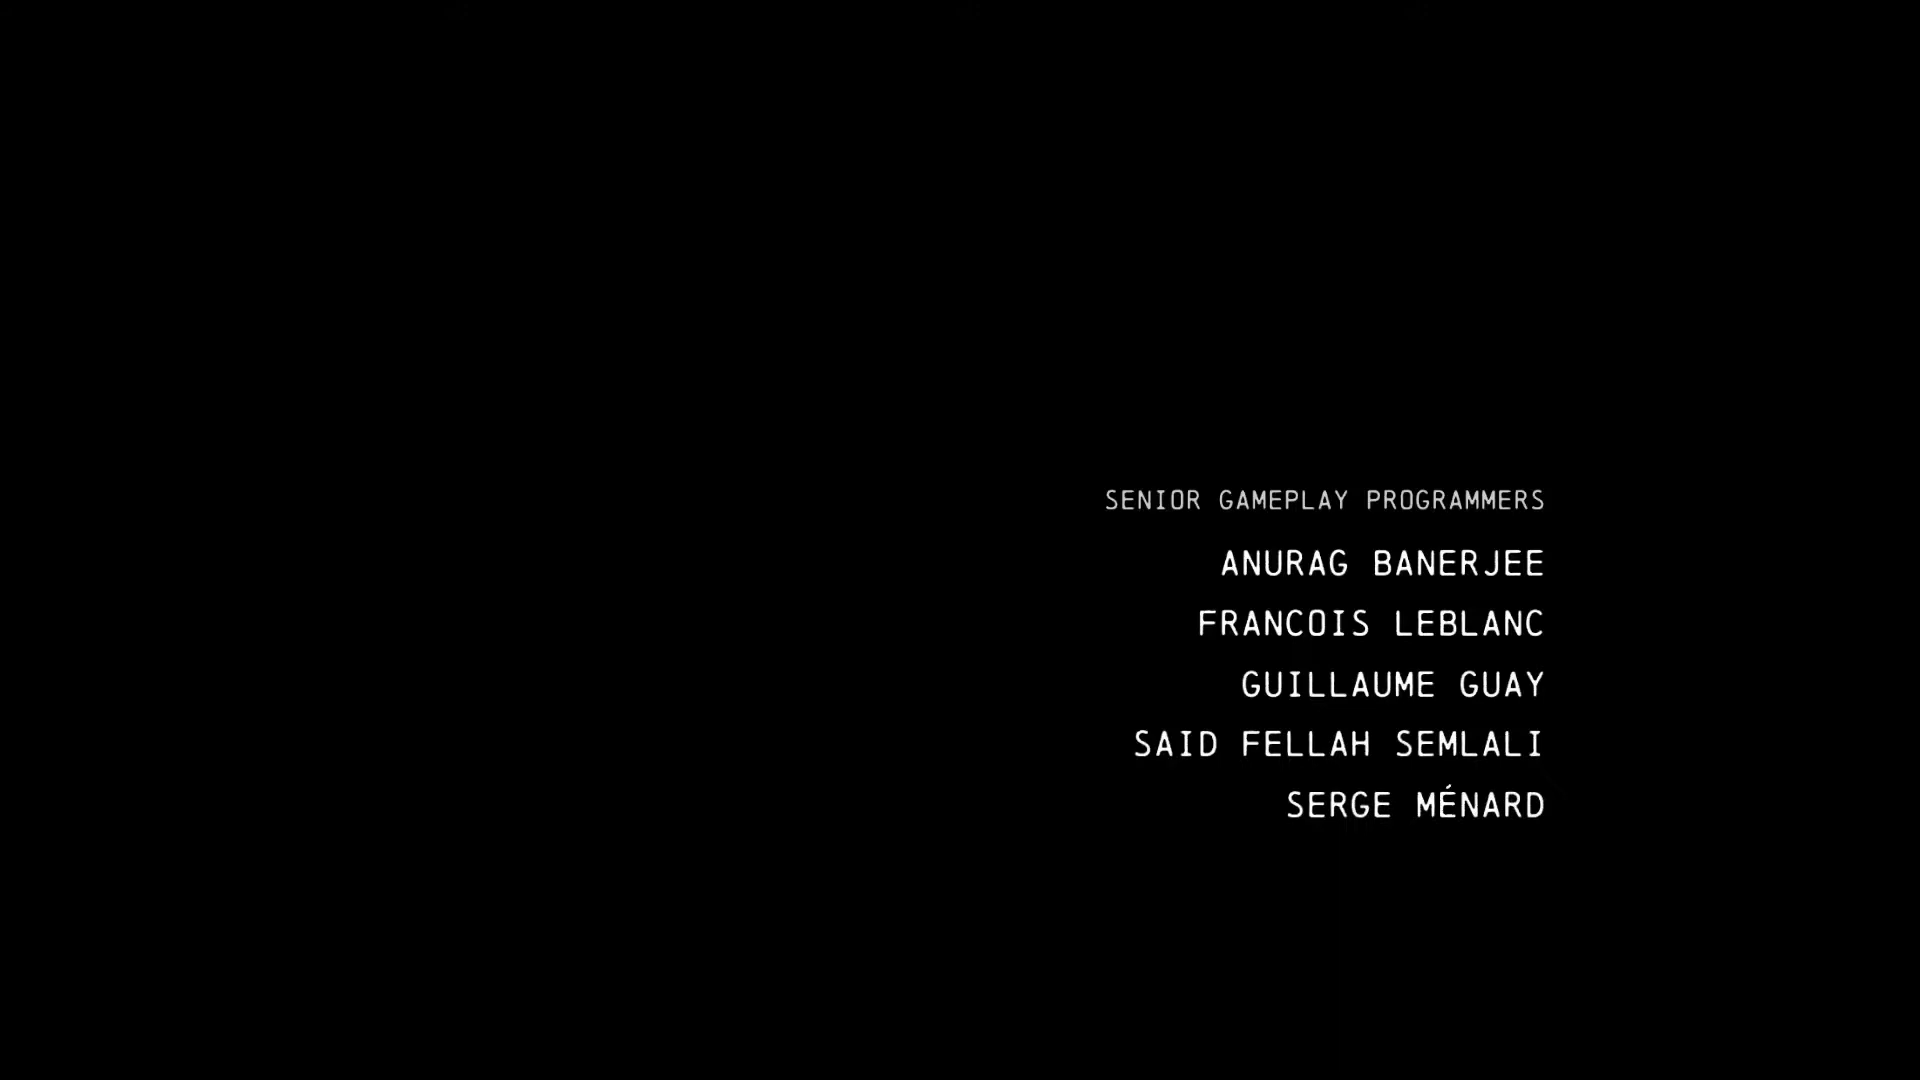 SENIOR GAMEPLAY PROGRAMMERS
ANURAG BANERJEE
FRANCOIS LEBLANC
GUILLAUME GUAY
SAID FELLAH SEMLALI
SERGE MÉNARD